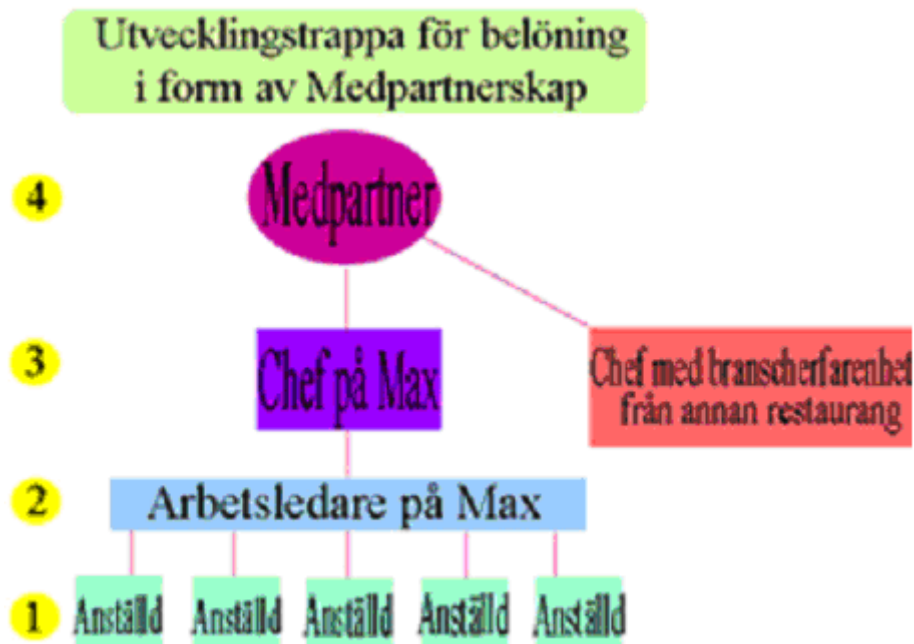 Utvecklingstrappa för belöning
i form av Medpartnerskap
4
Medpartner
3
Chef på Max
Chef med branscherfarenhet
från annan restaurang
2
Arbetsledare på Max
1
Anställd Anställd Anställd Anställd Anställd